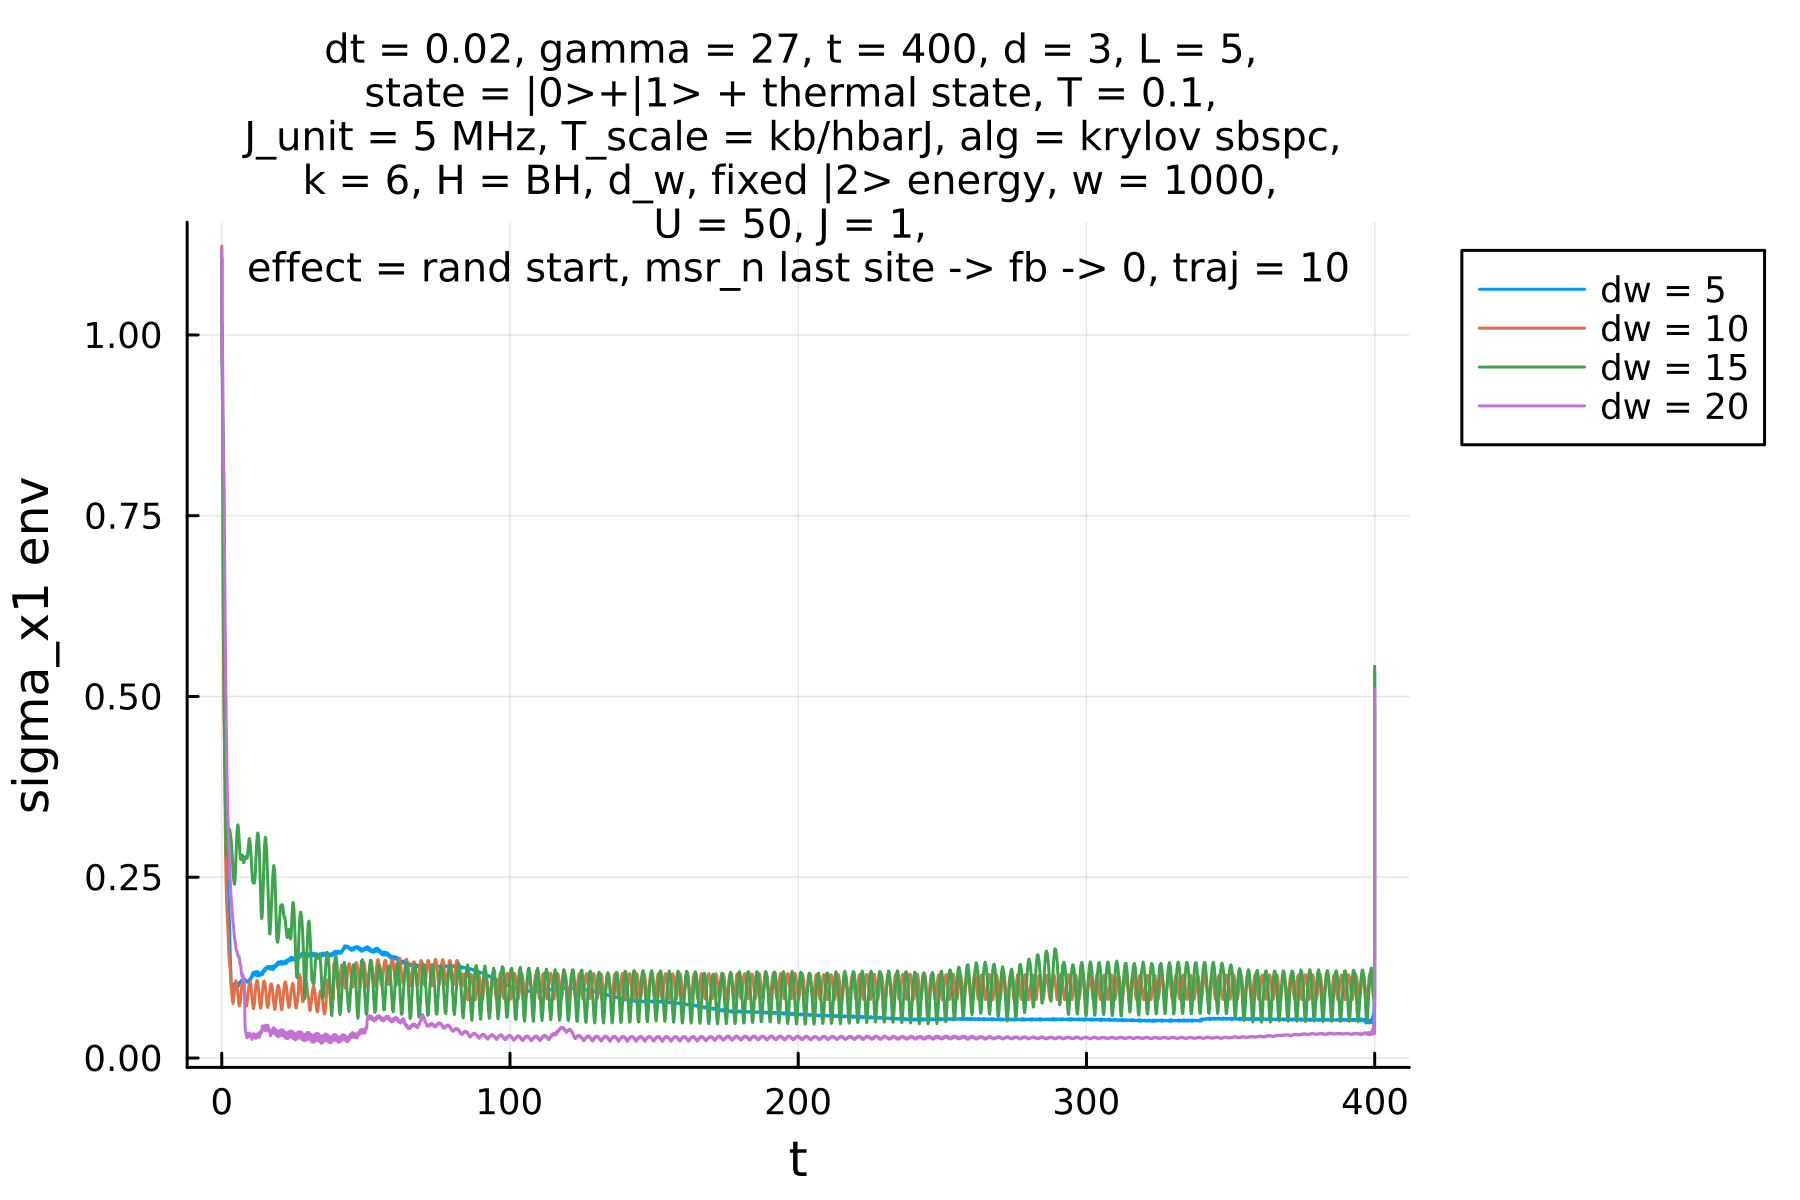 dt = 0.02, gamma = 27, t = 400, d = 3, L = 5,
state = |0>+|1> + thermal state, T = 0.1,
J_unit = 5 MHz, T_scale = kb/hbarJ, alg = krylov sbspc,
k = 6, H = BH, d_w, fixed |2> energy, w = 1000,
U = 50, J = 1,
effect = rand start, msr_n last site -> fb -> 0, traj = 10
dw = 5
dw = 10
dw = 15
dw = 20
sigma_x1 env
1.00
0.75
0.50
0.25
0.00
0 100 200 300 400
t